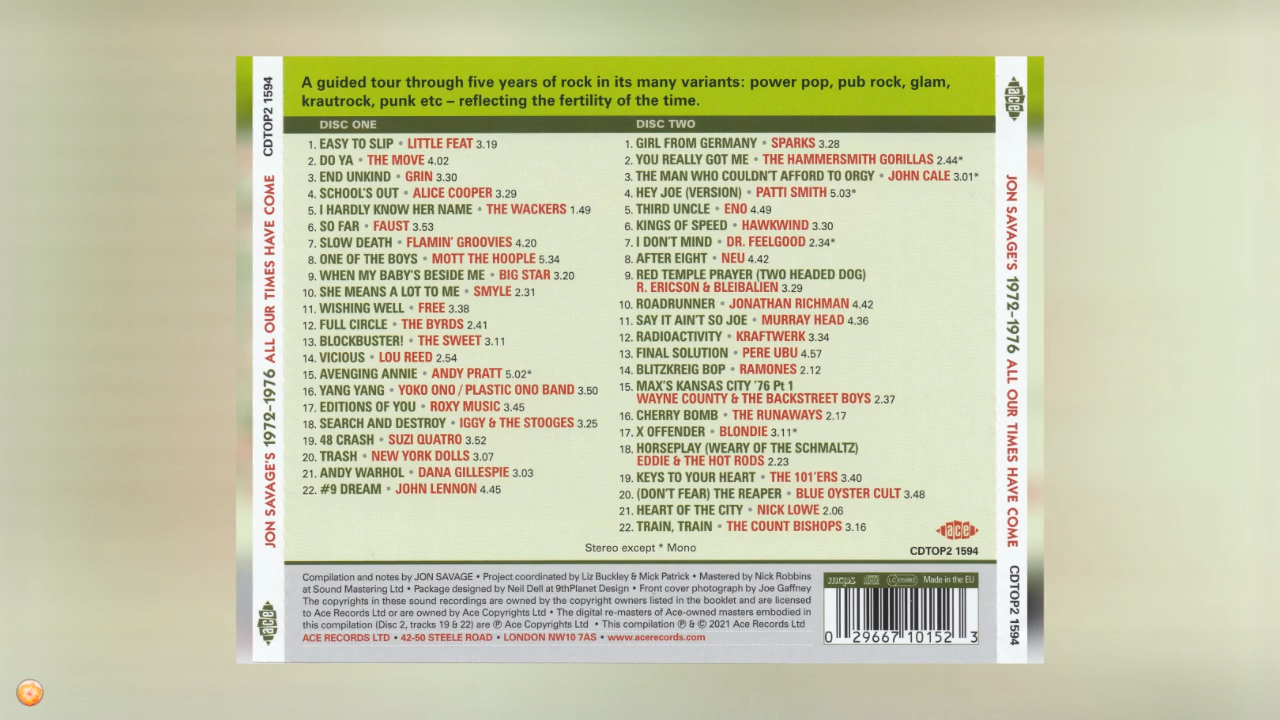 CDTOP2 1594
JON SAVAGE'S 1972-1976 ALL OUR TIMES HAVE COME
ace
A guided tour through five years of rock in its many variants: power pop, pub rock, glam,
krautrock, punk etc – reflecting the fertility of the time.
DISC ONE
1. EASY TO SLIP • LITTLE FEAT 3.19
2. DO YA • THE MOVE 4.02
3. END UNKIND • GRIN 3.30
4. SCHOOL'S OUT • ALICE COOPER 3.29
5. I HARDLY KNOW HER NAME • THE WACKERS 1.49
6. SO FAR • FAUST 3.53
7. SLOW DEATH • FLAMIN' GROOVIES 4.20
8. ONE OF THE BOYS • MOTT THE HOOPLE 5.34
9. WHEN MY BABY'S BESIDE ME • BIG STAR 3.20
10. SHE MEANS A LOT TO ME • SMYLE 2.31
11. WISHING WELL • FREE 3.38
12. FULL CIRCLE • THE BYRDS 2.41
13. BLOCKBUSTER! • THE SWEET 3.11
14. VICIOUS • LOU REED 2.54
15. AVENGING ANNIE • ANDY PRATT 5.02*
16. YANG YANG • YOKO ONO / PLASTIC ONO BAND 3.50
17. EDITIONS OF YOU • ROXY MUSIC 3.45
18. SEARCH AND DESTROY • IGGY & THE STOOGES 3.25
19. 48 CRASH • SUZI QUATRO 3.52
20. TRASH • NEW YORK DOLLS 3.07
21. ANDY WARHOL • DANA GILLESPIE 3.03
22. #9 DREAM • JOHN LENNON 4.45
DISC TWO
1. GIRL FROM GERMANY • SPARKS 3.28
2. YOU REALLY GOT ME • THE HAMMERSMITH GORILLAS 2.44*
3. THE MAN WHO COULDN'T AFFORD TO ORGY • JOHN CALE 3.01*
4. HEY JOE (VERSION) • PATTI SMITH 5.03*
5. THIRD UNCLE • ENO 4.49
6. KINGS OF SPEED • HAWKWIND 3.30
7. I DON'T MIND • DR. FEELGOOD 2.34*
8. AFTER EIGHT • NEU 4.42
9. RED TEMPLE PRAYER (TWO HEADED DOG)
R. ERICSON & BLEIBALIEN 3.29
10. ROADRUNNER • JONATHAN RICHMAN 4.42
11. SAY IT AIN'T SO JOE • MURRAY HEAD 4.36
12. RADIOACTIVITY • KRAFTWERK 3.34
13. FINAL SOLUTION • PERE UBU 4.57
14. BLITZKREIG BOP • RAMONES 2.12
15. MAX'S KANSAS CITY '76 Pt 1
WAYNE COUNTY & THE BACKSTREET BOYS 2.37
16. CHERRY BOMB • THE RUNAWAYS 2.17
17. X OFFENDER • BLONDIE 3.11*
18. HORSEPLAY (WEARY OF THE SCHMALTZ)
EDDIE & THE HOT RODS 2.23
19. KEYS TO YOUR HEART • THE 101'ERS 3.40
20. (DON'T FEAR) THE REAPER • BLUE OYSTER CULT 3.48
21. HEART OF THE CITY • NICK LOWE 2.06
22. TRAIN, TRAIN • THE COUNT BISHOPS 3.16
Stereo except * Mono
ace
CDTOP2 1594
Compilation and notes by JON SAVAGE • Project coordinated by Liz Buckley & Mick Patrick • Mastered by Nick Robbins
at Sound Mastering Ltd • Package designed by Neil Dell at 9thPlanet Design • Front cover photograph by Joe Gaffney
The copyrights in these sound recordings are owned by the copyright owners listed in the booklet and are licensed
to Ace Records Ltd or are owned by Ace Copyrights Ltd • The digital re-masters of Ace-owned masters embodied in
this compilation (Disc 2, tracks 19 & 22) are ℗ Ace Copyrights Ltd • This compilation ℗ & © 2021 Ace Records Ltd
ACE RECORDS LTD • 42-50 STEELE ROAD • LONDON NW10 7AS • www.acerecords.com
mcps LC 05982 Made in the EU
0 29667 10152 3
ace
JON SAVAGE'S 1972-1976 ALL OUR TIMES HAVE COME
CDTOP2 1594